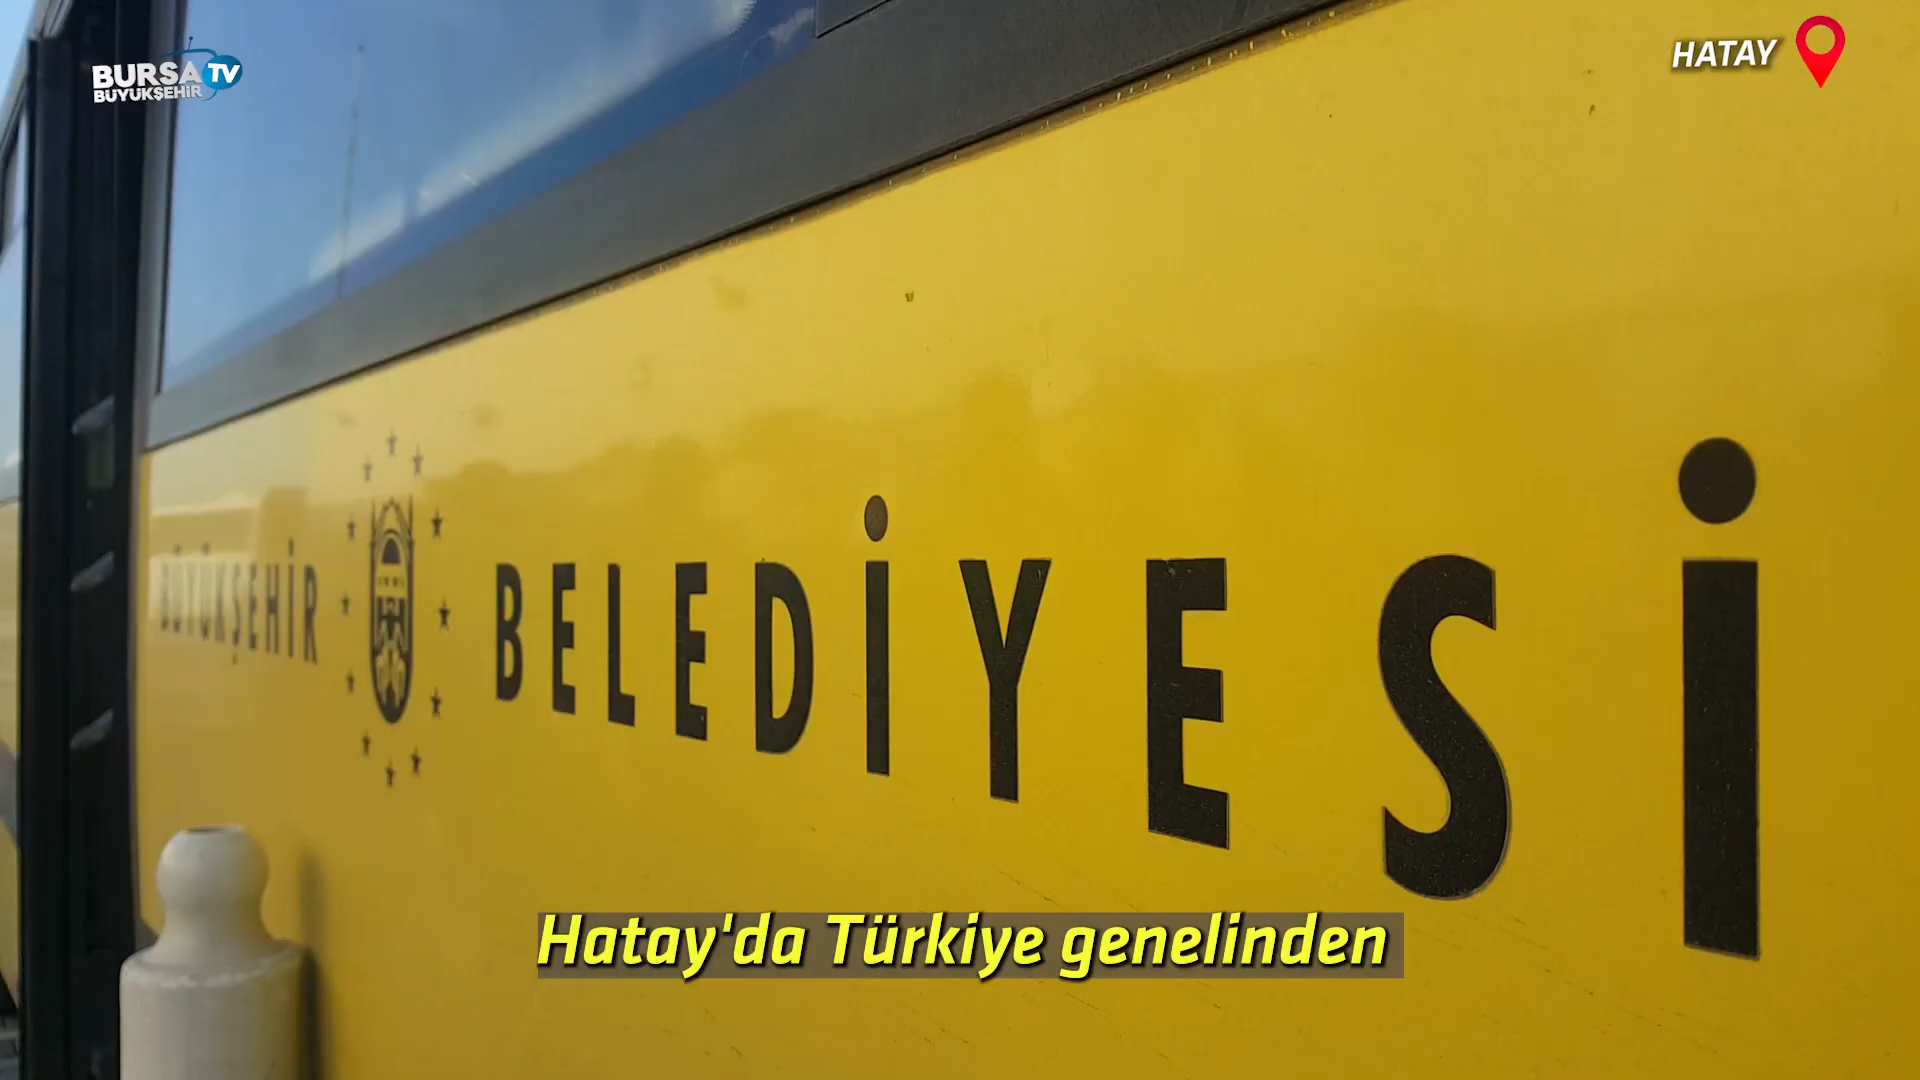 BURSA TV
BÜYÜKŞEHİR
HATAY
BÜYÜKŞEHİR BELEDİYESİ
Hatay'da Türkiye genelinden